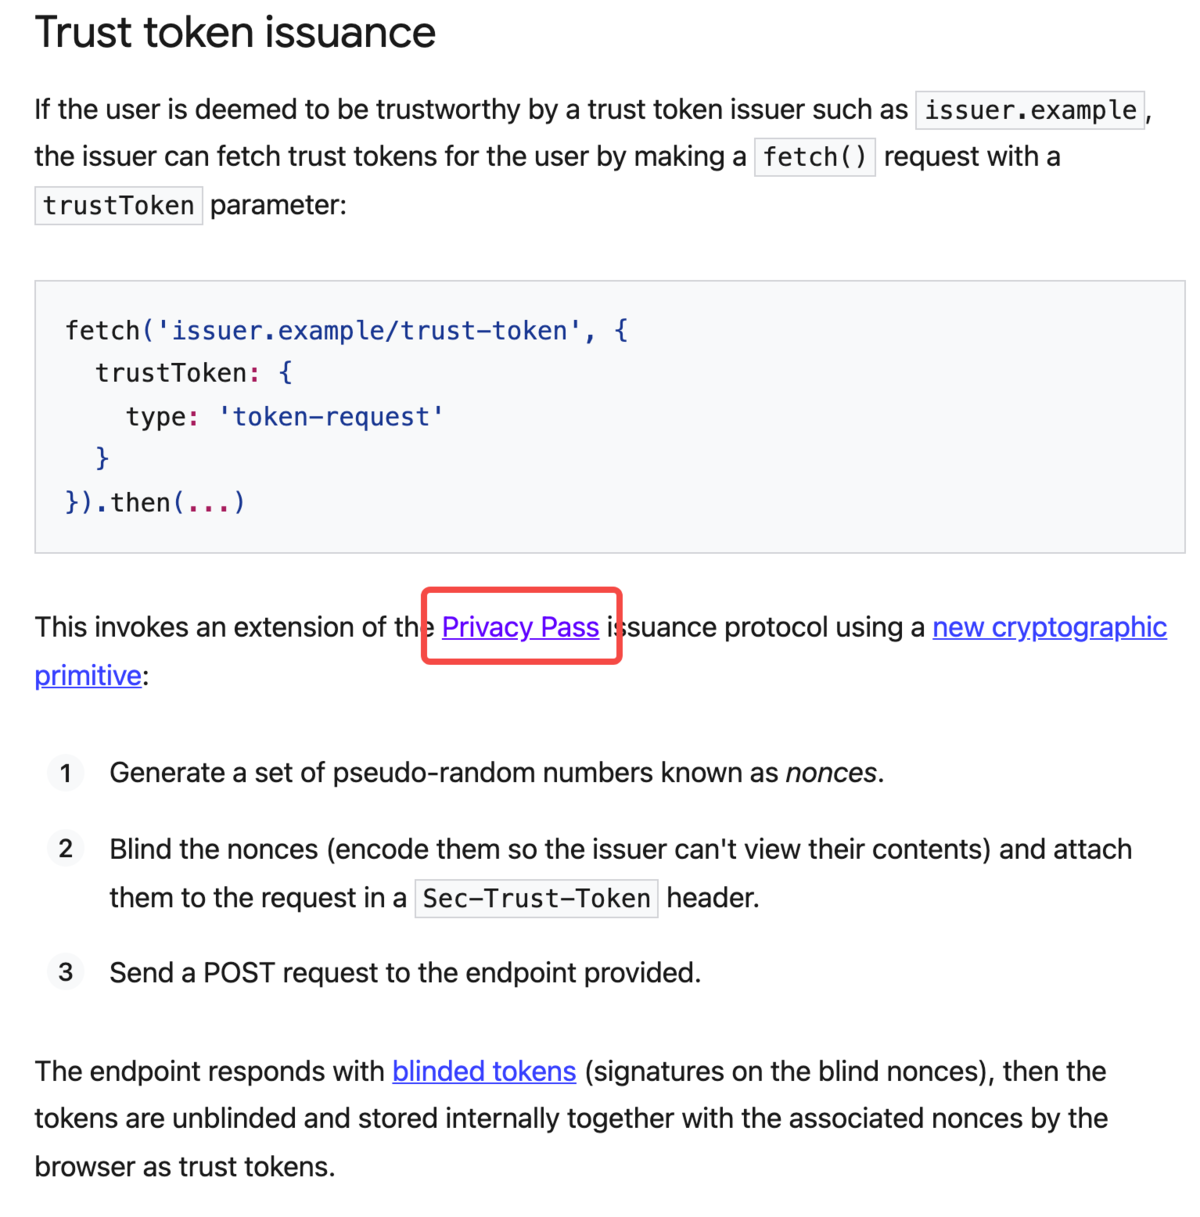 Trust token issuance
If the user is deemed to be trustworthy by a trust token issuer such as issuer.example,
the issuer can fetch trust tokens for the user by making a fetch() request with a
trustToken parameter:
fetch('issuer.example/trust-token', {
  trustToken: {
    type: 'token-request'
  }
}).then(...)
This invokes an extension of the Privacy Pass issuance protocol using a new cryptographic
primitive:
1 Generate a set of pseudo-random numbers known as nonces.
2 Blind the nonces (encode them so the issuer can't view their contents) and attach
them to the request in a Sec-Trust-Token header.
3 Send a POST request to the endpoint provided.
The endpoint responds with blinded tokens (signatures on the blind nonces), then the
tokens are unblinded and stored internally together with the associated nonces by the
browser as trust tokens.